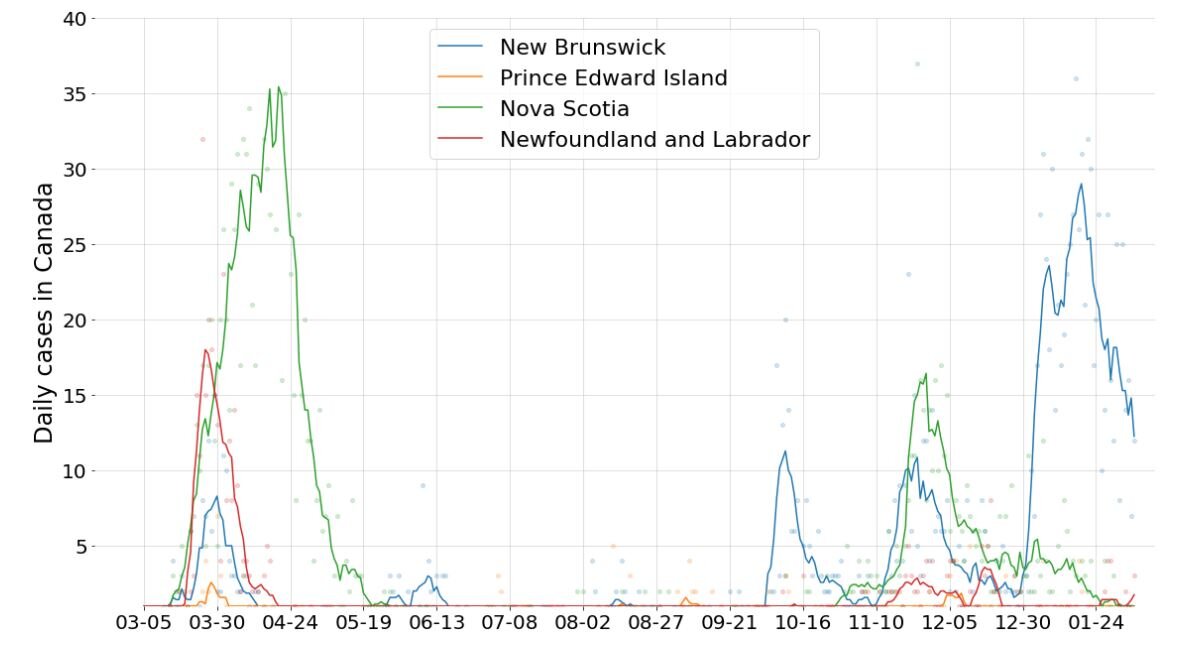 40
35
30
25
20
15
10
5
Daily cases in Canada
New Brunswick
Prince Edward Island
Nova Scotia
Newfoundland and Labrador
03-05 03-30 04-24 05-19 06-13 07-08 08-02 08-27 09-21 10-16 11-10 12-05 12-30 01-24